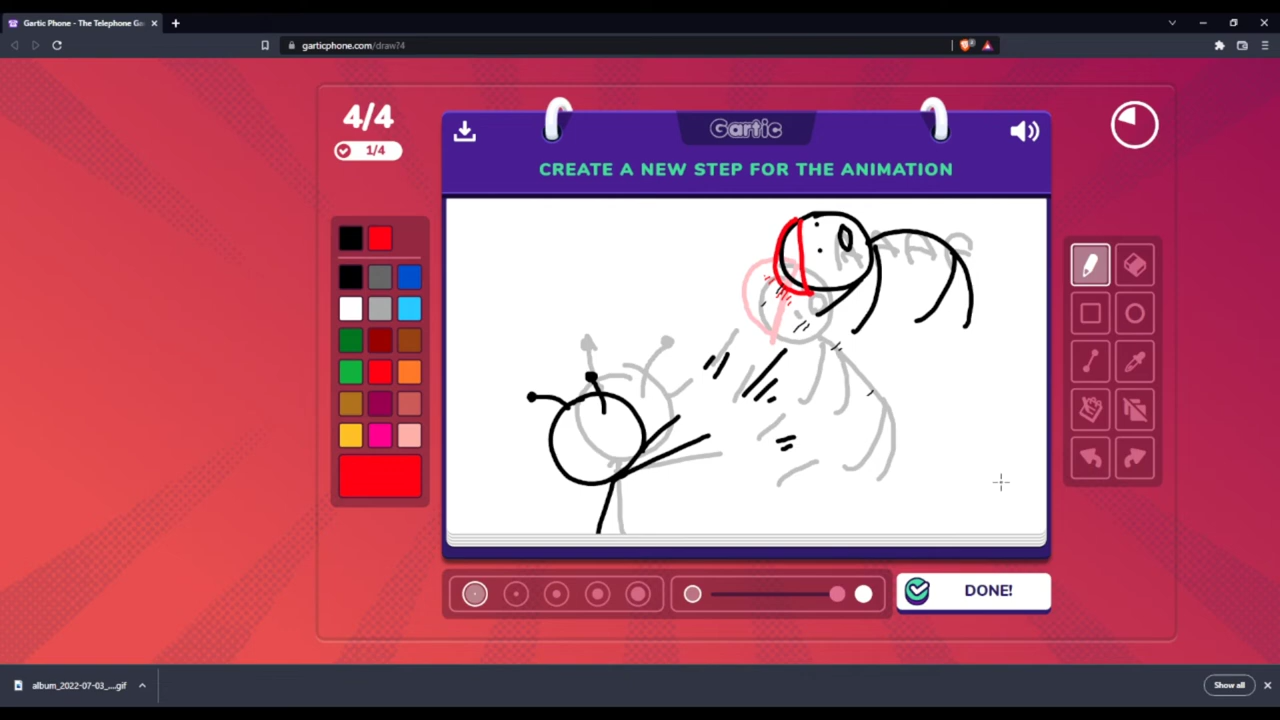 Gartic Phone - The Telephone Ga
garticphone.com/draw?4
4/4
1/4
Gartic
CREATE A NEW STEP FOR THE ANIMATION
DONE!
album_2022-07-03_....gif
Show all